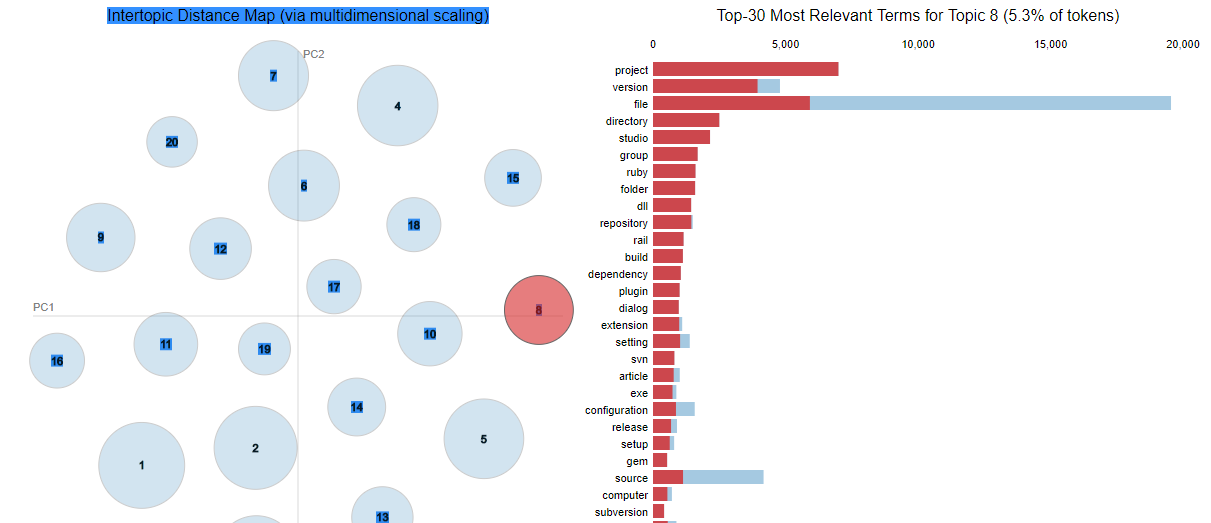 Intertopic Distance Map (via multidimensional scaling)
PC2
7
4
20
6
15
18
9
12
17
PC1
8
10
11
19
16
14
5
2
1
13
Top-30 Most Relevant Terms for Topic 8 (5.3% of tokens)
0 5,000 10,000 15,000 20,000
project
version
file
directory
studio
group
ruby
folder
dll
repository
rail
build
dependency
plugin
dialog
extension
setting
svn
article
exe
configuration
release
setup
gem
source
computer
subversion